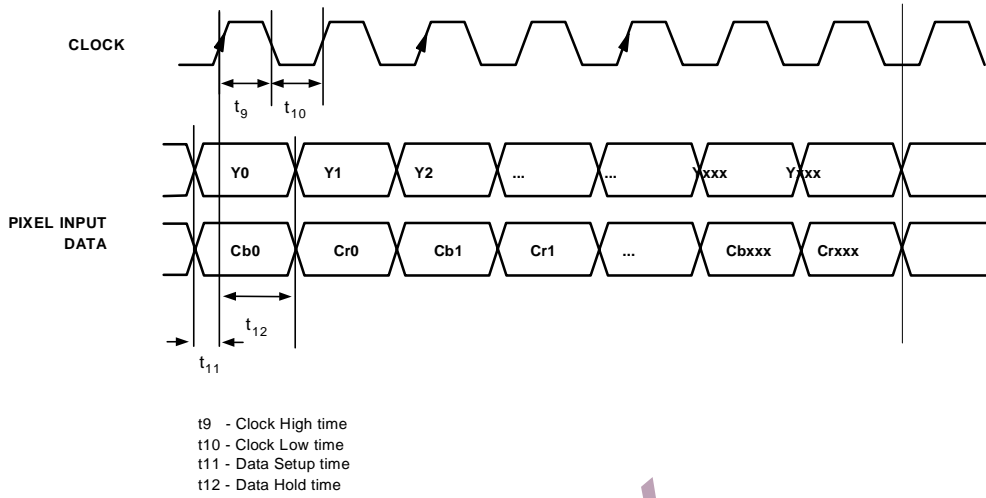 CLOCK
t9
t10
PIXEL INPUT
DATA
Y0 Y1 Y2 ... ... Yxxx Yxxx
Cb0 Cr0 Cb1 Cr1 ... Cbxxx Crxxx
t12
t11
t9 - Clock High time
t10 - Clock Low time
t11 - Data Setup time
t12 - Data Hold time